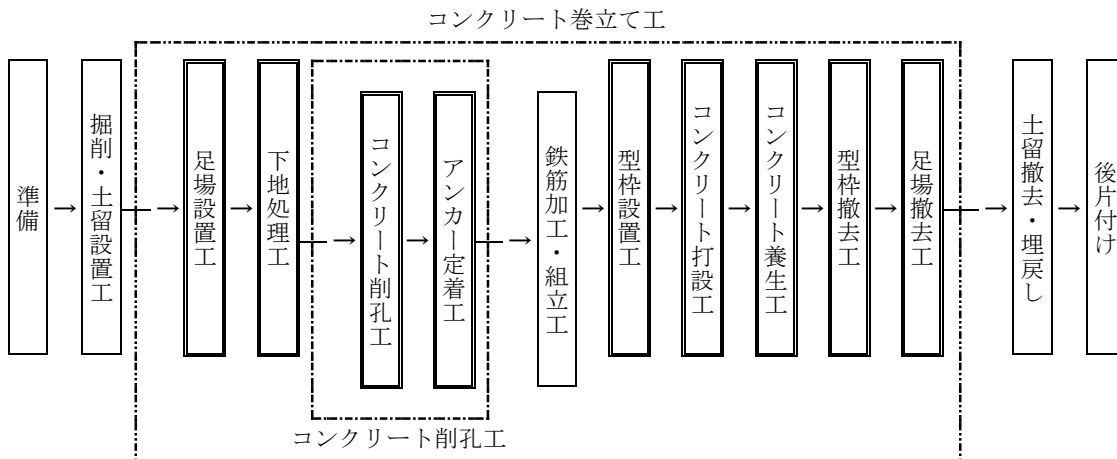 コンクリート巻立て工
準備
→
掘削・土留設置工
→
足場設置工
→
下地処理工
→
コンクリート削孔工
→
アンカー定着工
→
鉄筋加工・組立工
→
型枠設置工
→
コンクリート打設工
→
コンクリート養生工
→
型枠撤去工
→
足場撤去工
→
土留撤去・埋戻し
→
後片付け
コンクリート削孔工